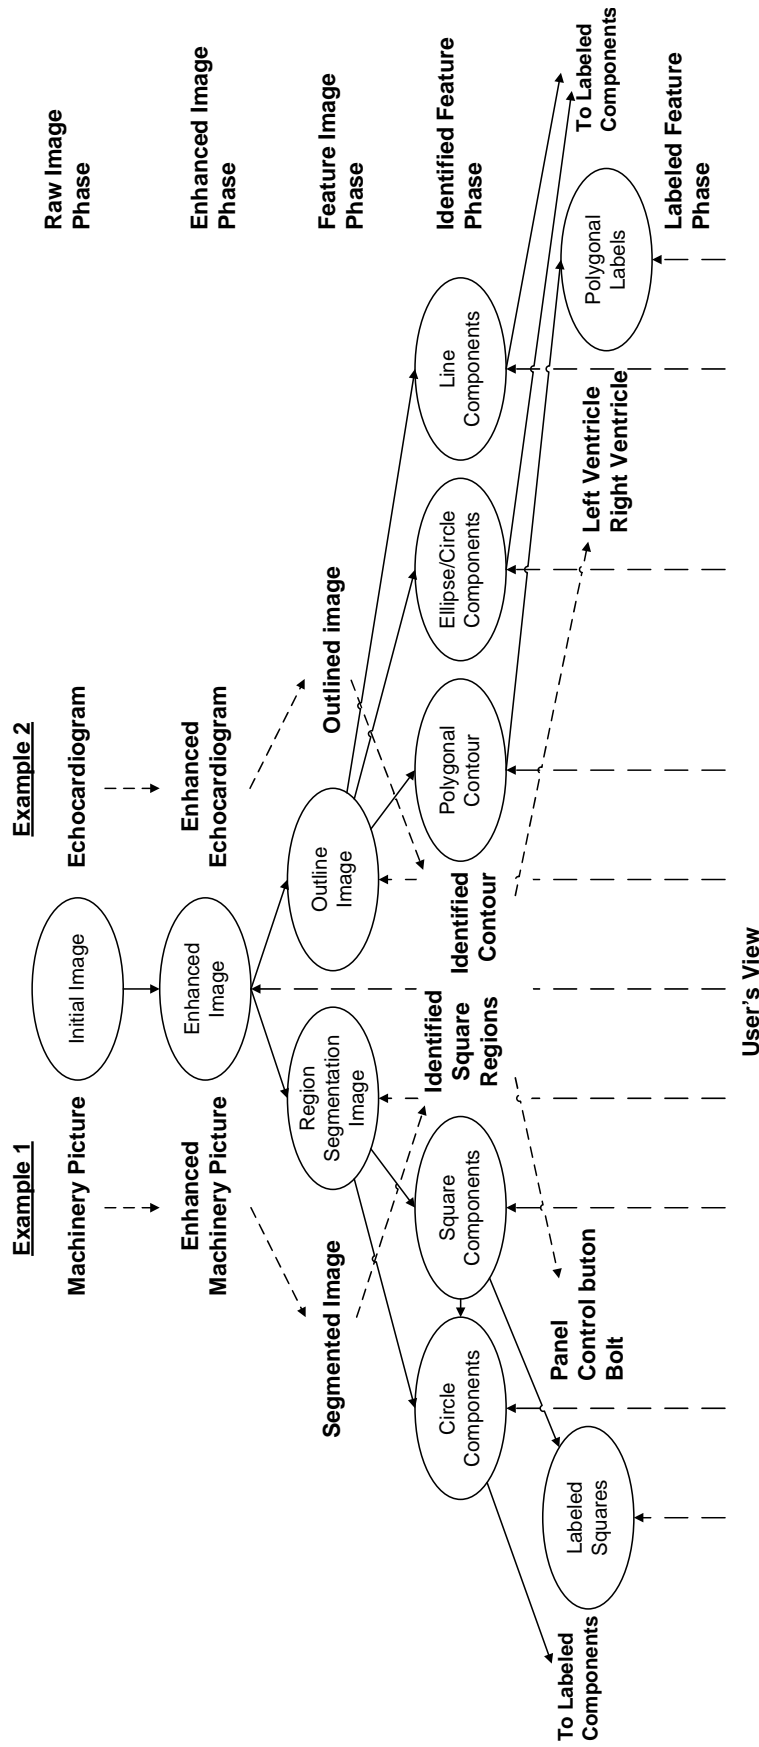 Example 1
Example 2
Machinery Picture
Initial Image
Echocardiogram
Raw Image
Phase
Enhanced
Machinery Picture
Enhanced
Image
Enhanced
Echocardiogram
Enhanced Image
Phase
Segmented Image
Region
Segmentation
Image
Outline
Image
Outlined image
Feature Image
Phase
Circle
Components
Square
Components
Identified
Square
Regions
Identified
Contour
Polygonal
Contour
Ellipse/Circle
Components
Line
Components
Identified Feature
Phase
To Labeled
Components
Labeled
Squares
Panel
Control buton
Bolt
Left Ventricle
Right Ventricle
Polygonal
Labels
To Labeled
Components
Labeled Feature
Phase
User's View